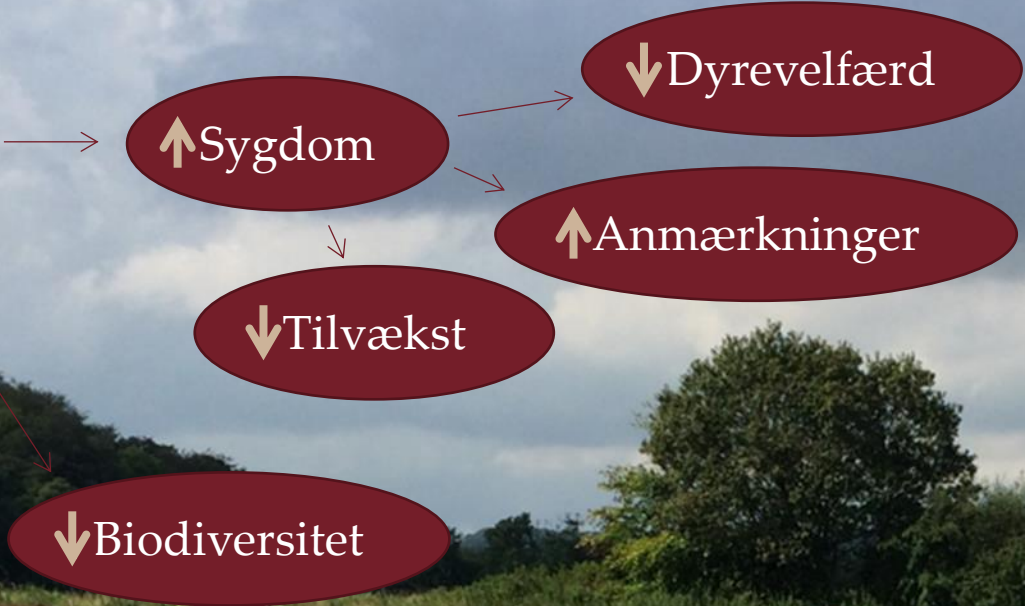 ↓Dyrevelfærd
↑Sygdom
↑Anmærkninger
↓Tilvækst
↓Biodiversitet